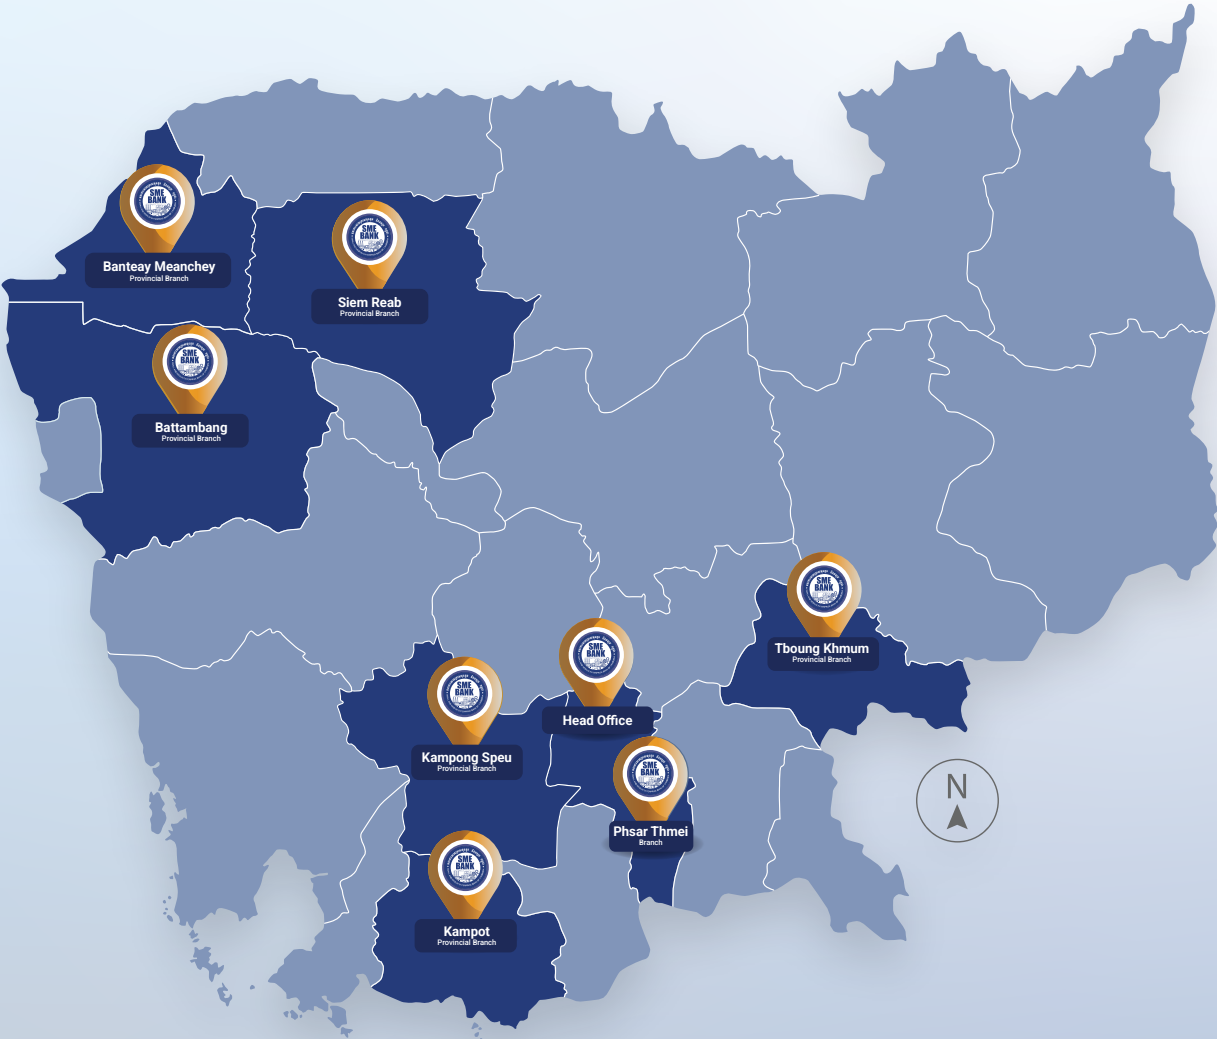 SME
BANK
Banteay Meanchey
Provincial Branch
SME
BANK
Siem Reab
Provincial Branch
SME
BANK
Battambang
Provincial Branch
SME
BANK
Tboung Khmum
Provincial Branch
SME
BANK
Head Office
SME
BANK
Kampong Speu
Provincial Branch
SME
BANK
Phsar Thmei
Branch
N
SME
BANK
Kampot
Provincial Branch